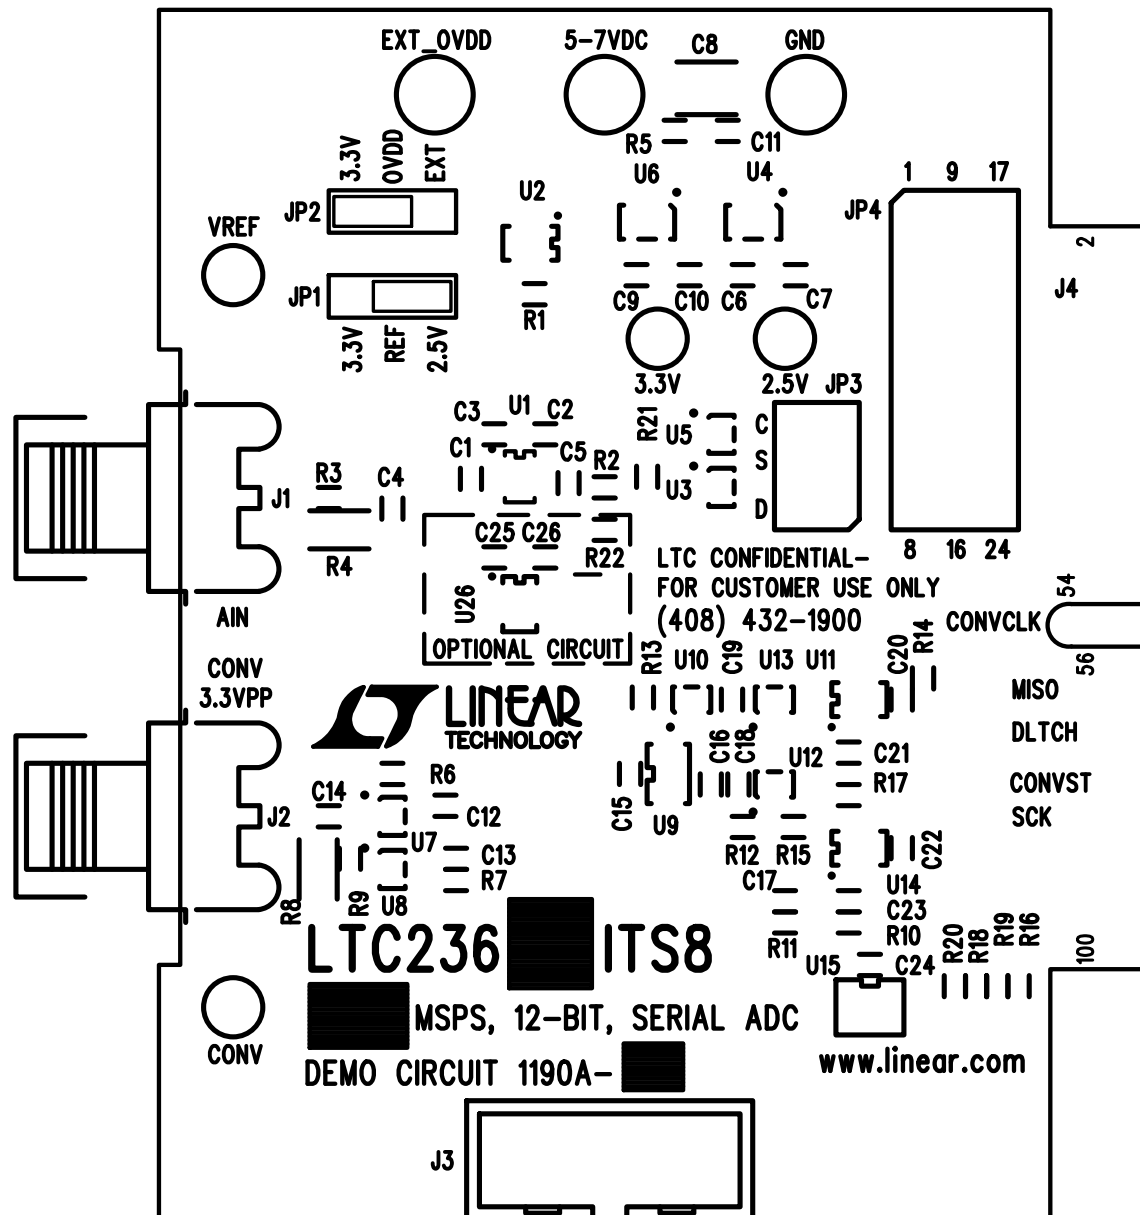 EXT_OVDD 5-7VDC C8 GND
3.3V OVDD EXT
R5 C11
U2 U6 U4 1 9 17
JP2 JP4
VREF 2
JP1 J4
R1 C9 C10 C6 C7
3.3V REF 2.5V
3.3V 2.5V JP3
C3 U1 C2 R21 U5 C
C1 C5 R2 S
R3 C4 U3
J1 D
C25 C26
R4 R22 8 16 24
LTC CONFIDENTIAL-
FOR CUSTOMER USE ONLY
(408) 432-1900
U26 54
AIN CONVCLK
OPTIONAL CIRCUIT
CONV
3.3VPP
R13 U10 C19 U13 U11 C20 R14 56
LINEAR
TECHNOLOGY
MISO
DLTCH
CONVST
SCK
C16 C18 U12 C21
R6 R17
C14 C15
J2 C12 U9
U7 R12 R15 C22
C13
R7 C17 U14
R8 R9 U8 C23
R11 R10
LTC236 ITS8
U15 C24 R20 R18 R19 R16 100
MSPS, 12-BIT, SERIAL ADC
CONV
www.linear.com
DEMO CIRCUIT 1190A-
J3